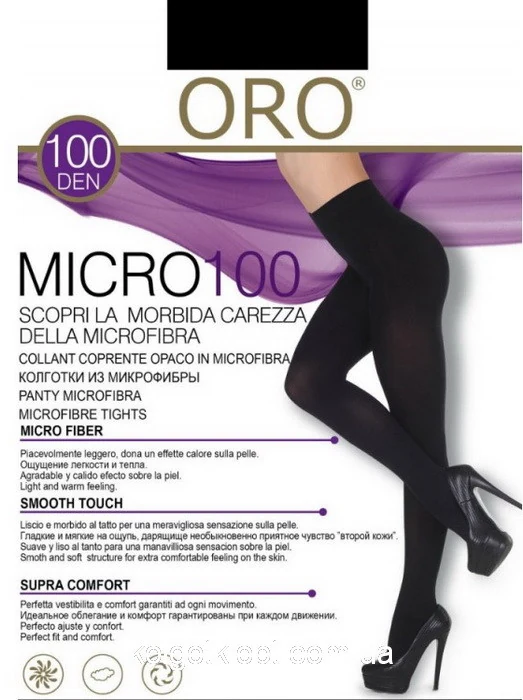 ORO®
100
DEN
MICRO100
SCOPRI LA MORBIDA CAREZZA
DELLA MICROFIBRA
COLLANT COPRENTE OPACO IN MICROFIBRA
КОЛГОТКИ ИЗ МИКРОФИБРЫ
PANTY MICROFIBRA
MICROFIBRE TIGHTS
MICRO FIBER
Piacevolmente leggero, dona un effette calore sulla pelle.
Ощущение легкости и тепла.
Agradable y calido efecto sobre la piel.
Light and warm feeling.
SMOOTH TOUCH
Liscio e morbido al tatto per una meravigliosa sensazione sulla pelle.
Гладкие и мягкие на ощупь, дарящие необыкновенно приятное чувство "второй кожи".
Suave y liso al tanto para una manavilliosa sensacion sobre la piel.
Smoth and soft structure for extra comfortable feeling on the skin.
SUPRA COMFORT
Perfetta vestibilita e comfort garantiti ad ogni movimento.
Идеальное облегание и комфорт гарантированы при каждом движении.
Perfecto ajuste y confort.
Perfect fit and comfort.